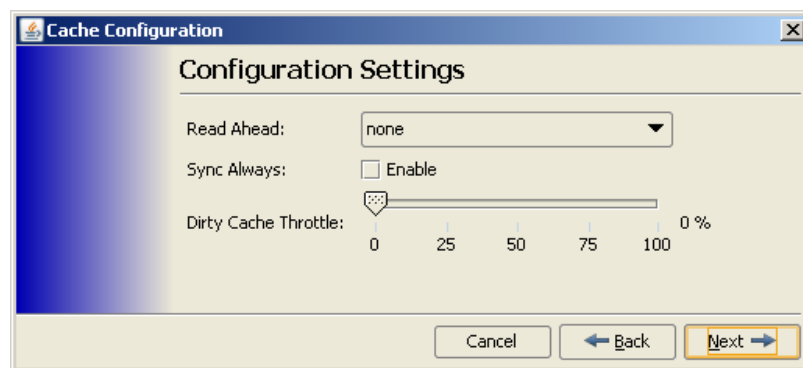 Cache Configuration
Configuration Settings
Read Ahead: none
Sync Always: Enable
Dirty Cache Throttle: 0 %
0 25 50 75 100
Cancel Back Next